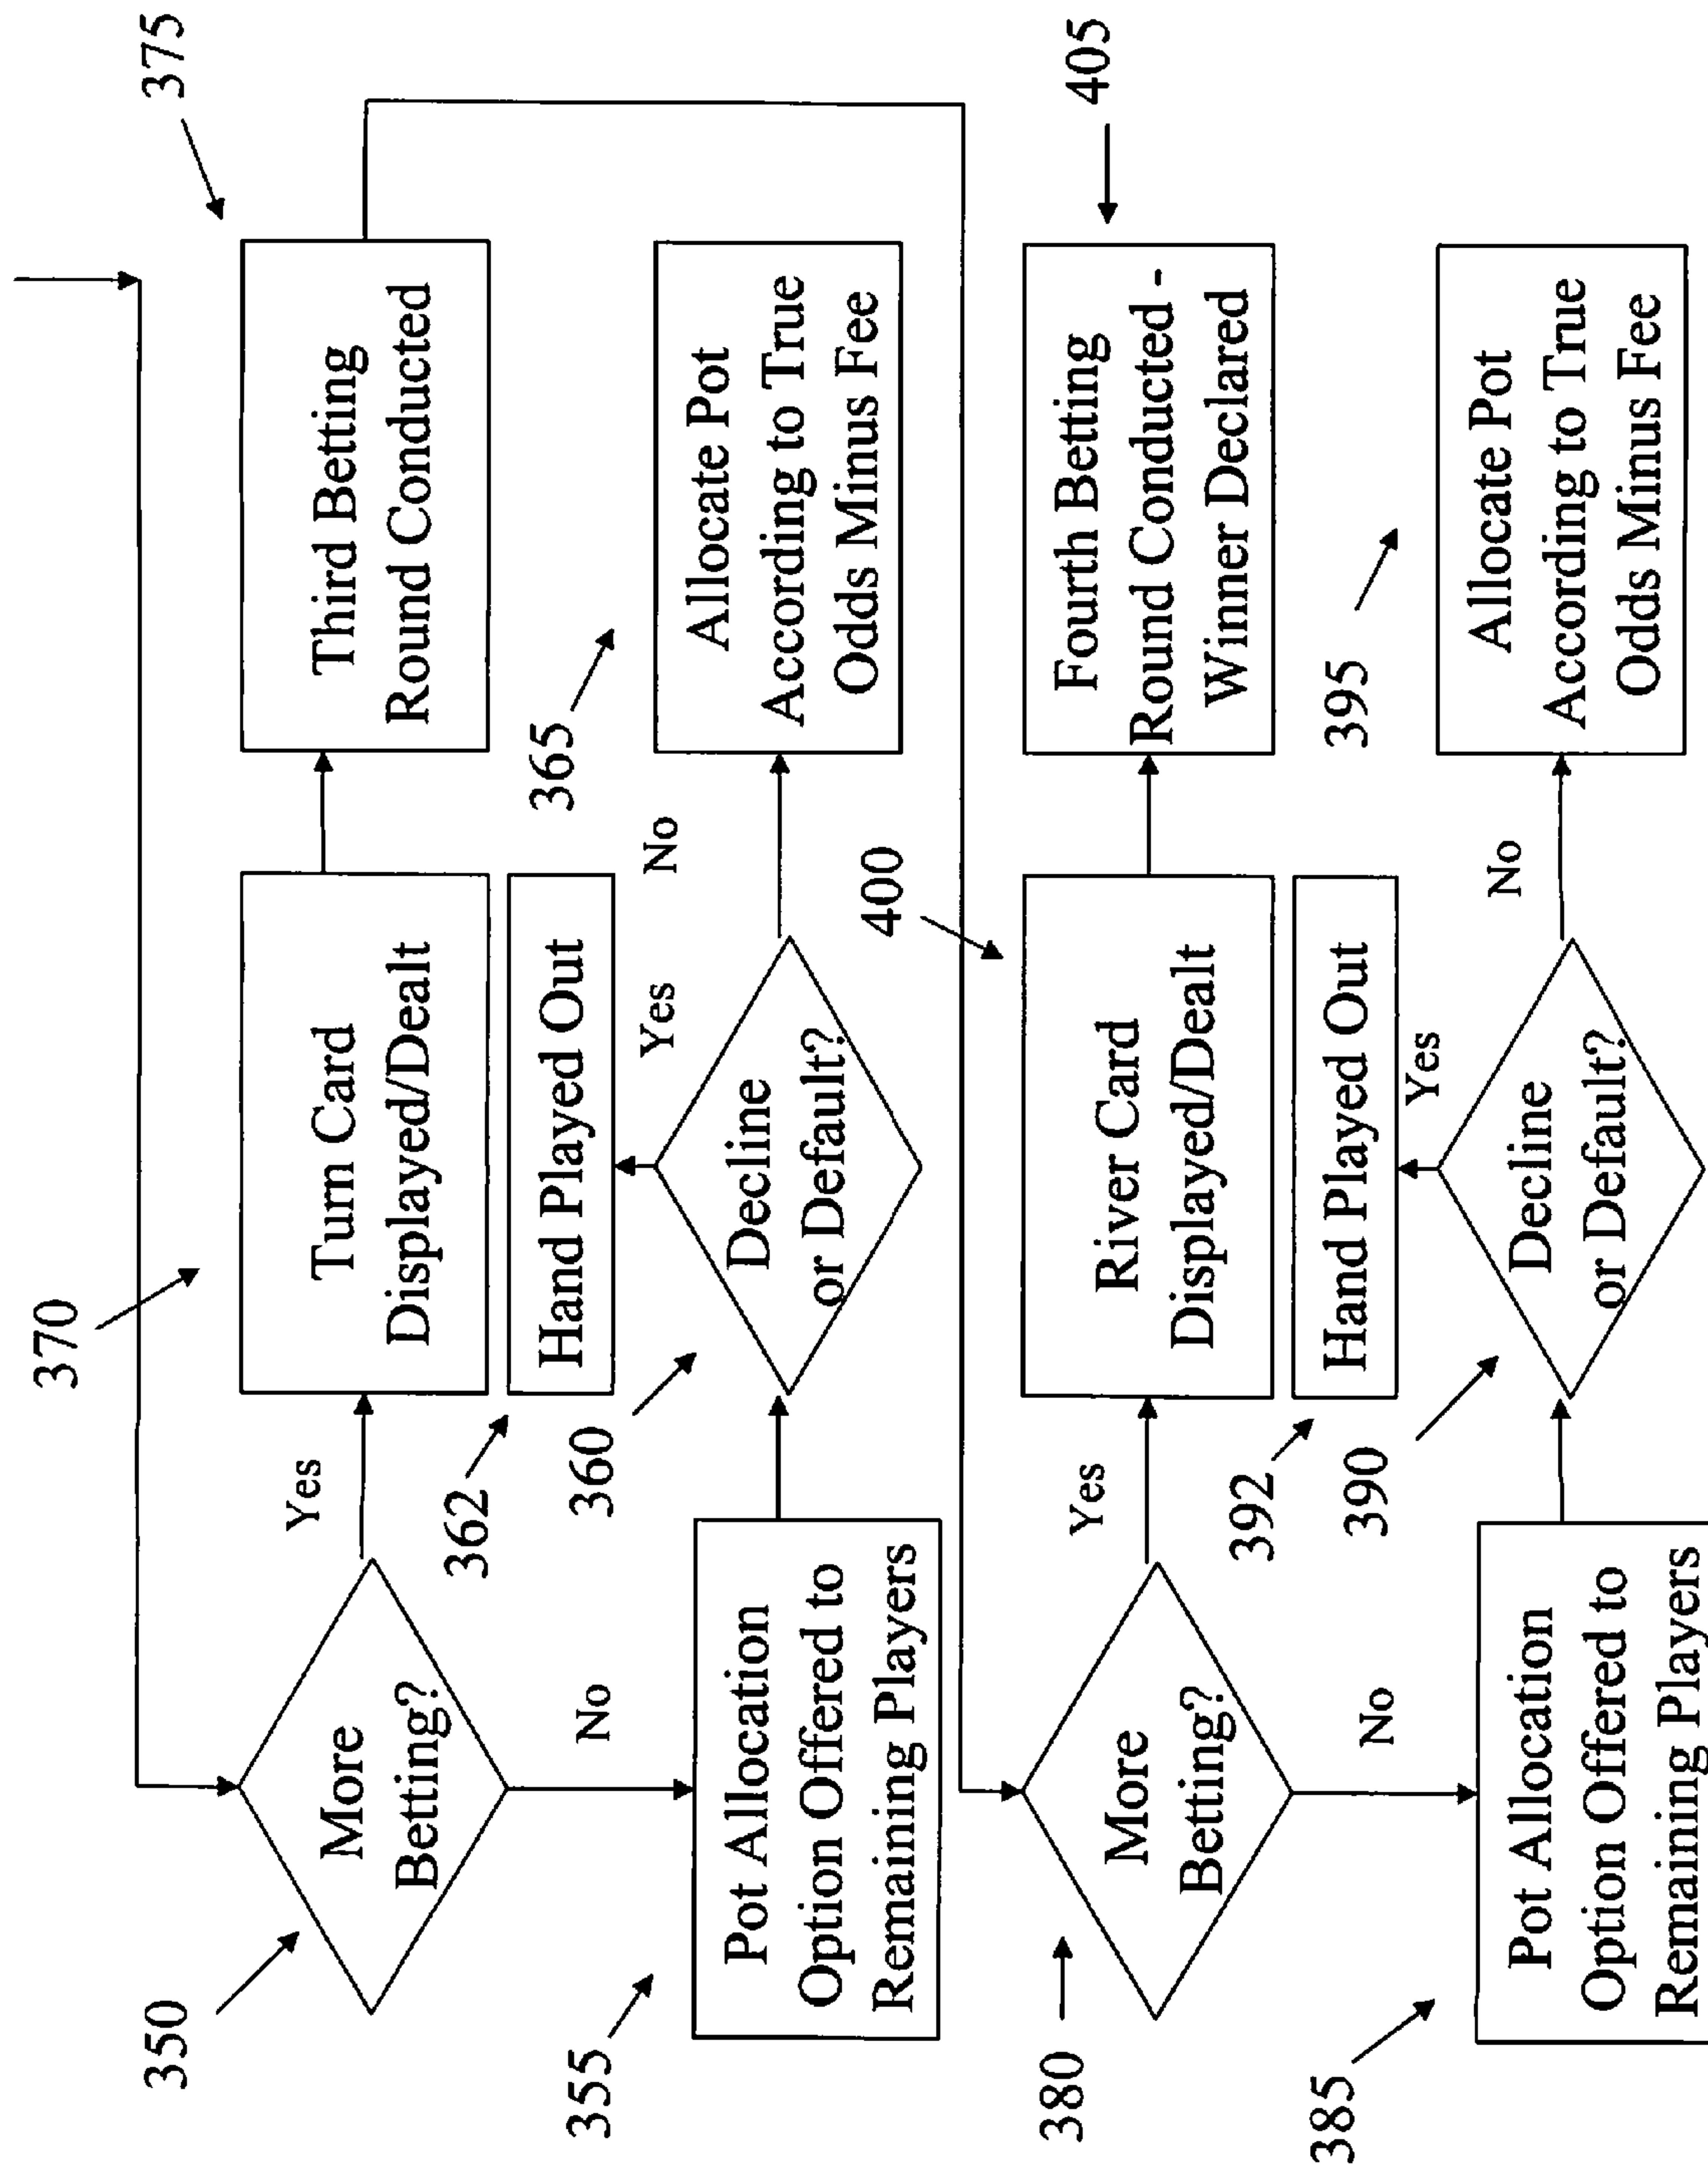 370
375
350
More
Betting?
Yes
Turn Card
Displayed/Dealt
Third Betting
Round Conducted
362
Hand Played Out
No
360
Yes
No
365
355
Pot Allocation
Option Offered to
Remaining Players
Decline
or Default?
Allocate Pot
According to True
Odds Minus Fee
400
405
380
More
Betting?
Yes
River Card
Displayed/Dealt
Fourth Betting
Round Conducted -
Winner Declared
392
Hand Played Out
No
390
Yes
No
395
385
Pot Allocation
Option Offered to
Remaining Players
Decline
or Default?
Allocate Pot
According to True
Odds Minus Fee